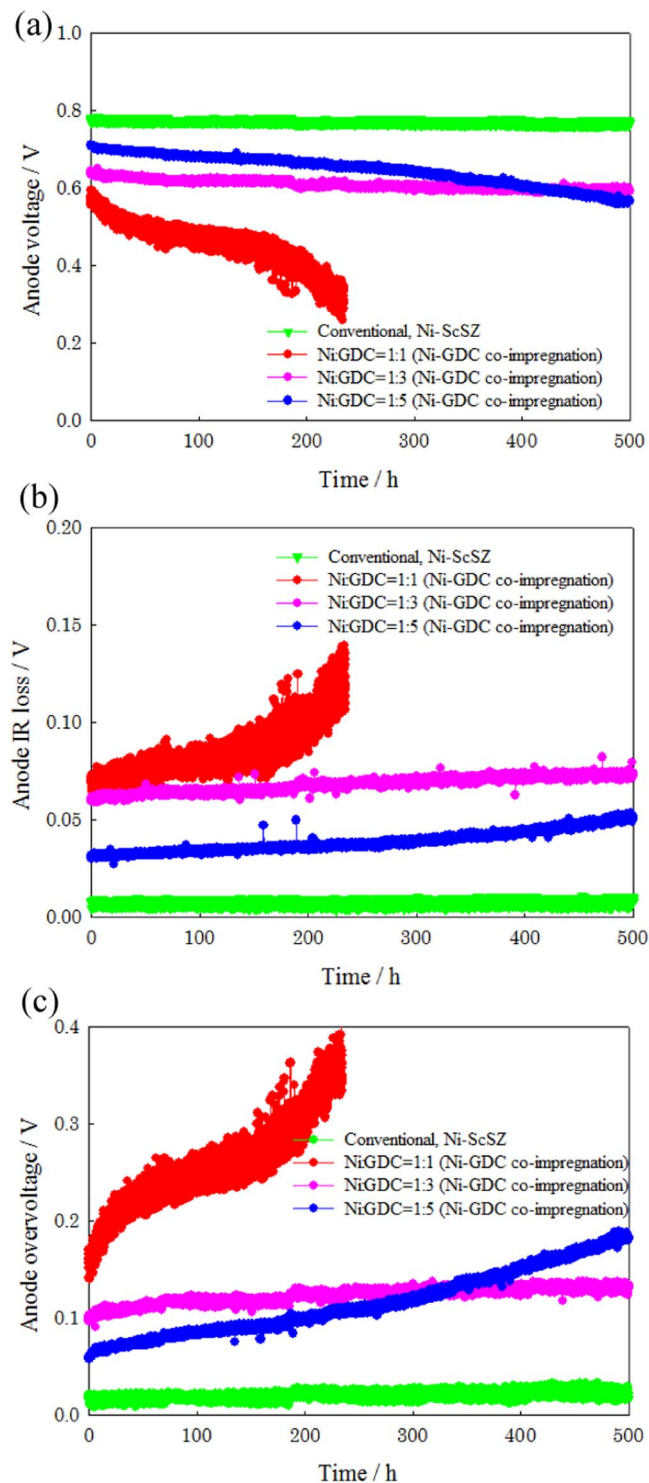 (a)
1.0
0.8
0.6
0.4
0.2
0.0
Anode voltage / V
Conventional, Ni-ScSZ
Ni:GDC=1:1 (Ni-GDC co-impregnation)
Ni:GDC=1:3 (Ni-GDC co-impregnation)
Ni:GDC=1:5 (Ni-GDC co-impregnation)
0 100 200 300 400 500
Time / h
(b)
0.20
0.15
0.10
0.05
0.00
Anode IR loss / V
Conventional, Ni-ScSZ
Ni:GDC=1:1 (Ni-GDC co-impregnation)
Ni:GDC=1:3 (Ni-GDC co-impregnation)
Ni:GDC=1:5 (Ni-GDC co-impregnation)
0 100 200 300 400 500
Time / h
(c)
0.4
0.3
0.2
0.1
0.0
Anode overvoltage / V
Conventional, Ni-ScSZ
Ni:GDC=1:1 (Ni-GDC co-impregnation)
Ni:GDC=1:3 (Ni-GDC co-impregnation)
Ni:GDC=1:5 (Ni-GDC co-impregnation)
0 100 200 300 400 500
Time / h